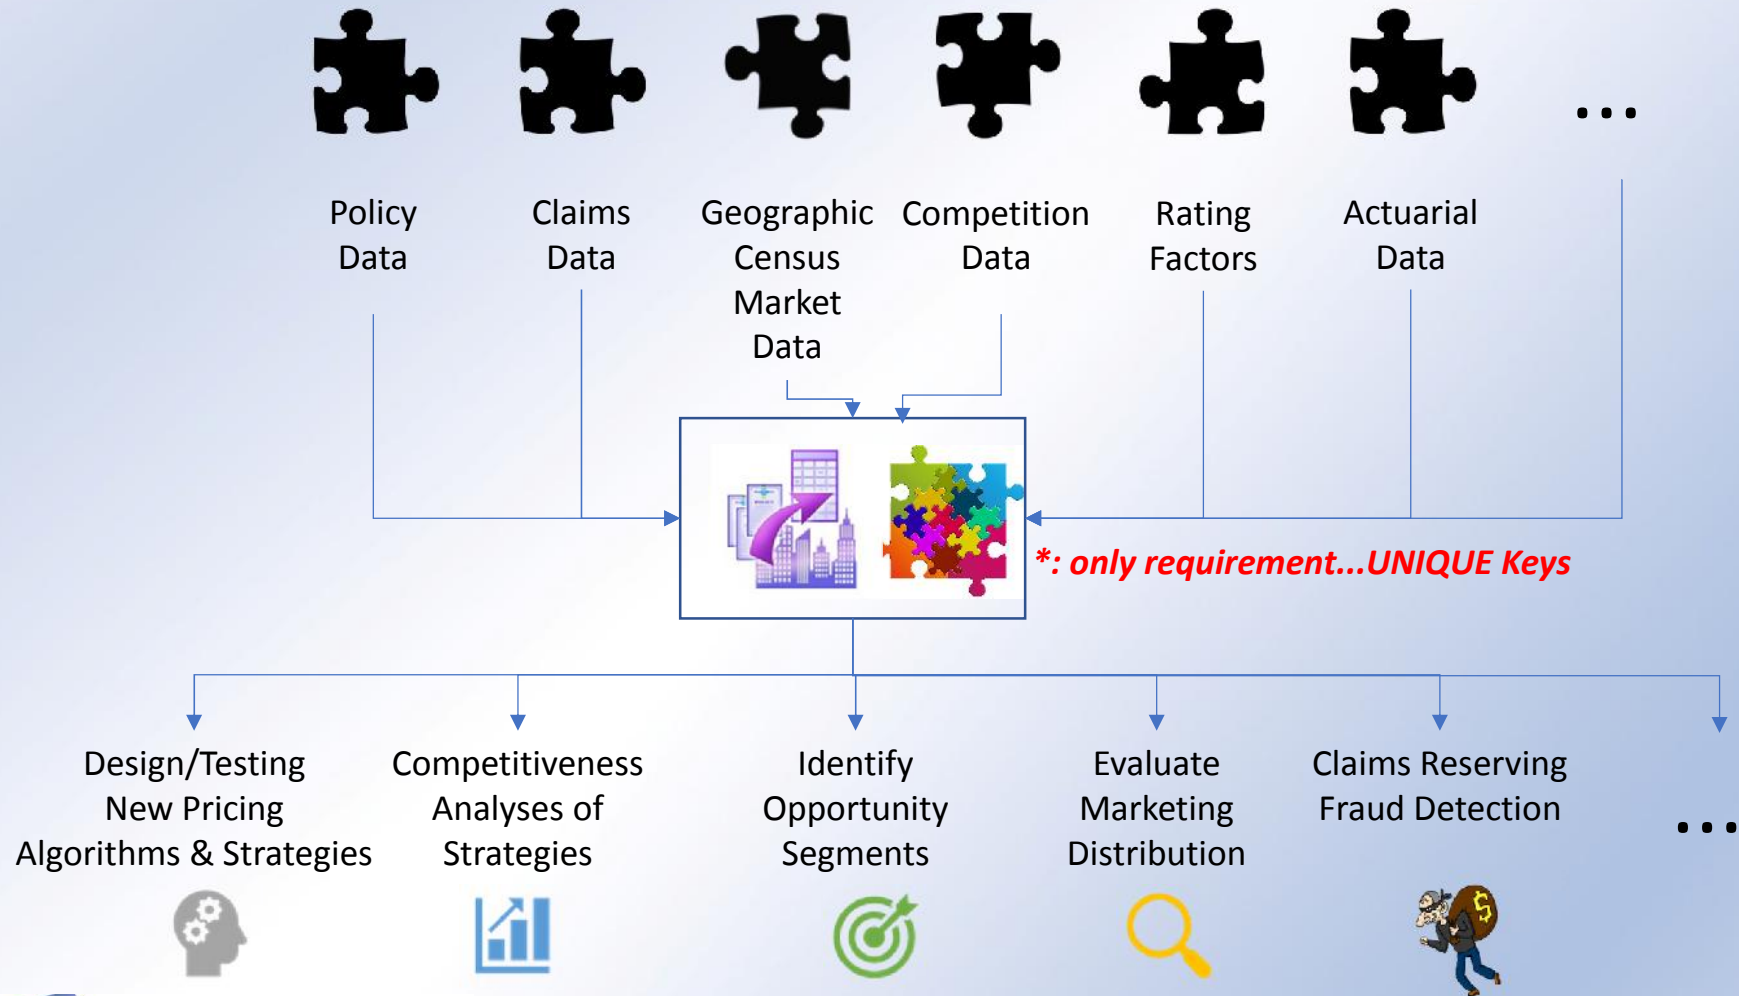 ...
Policy
Data
Claims
Data
Geographic
Census
Market
Data
Competition
Data
Rating
Factors
Actuarial
Data
*: only requirement...UNIQUE Keys
Design/Testing
New Pricing
Algorithms & Strategies
Competitiveness
Analyses of
Strategies
Identify
Opportunity
Segments
Evaluate
Marketing
Distribution
Claims Reserving
Fraud Detection
...
$